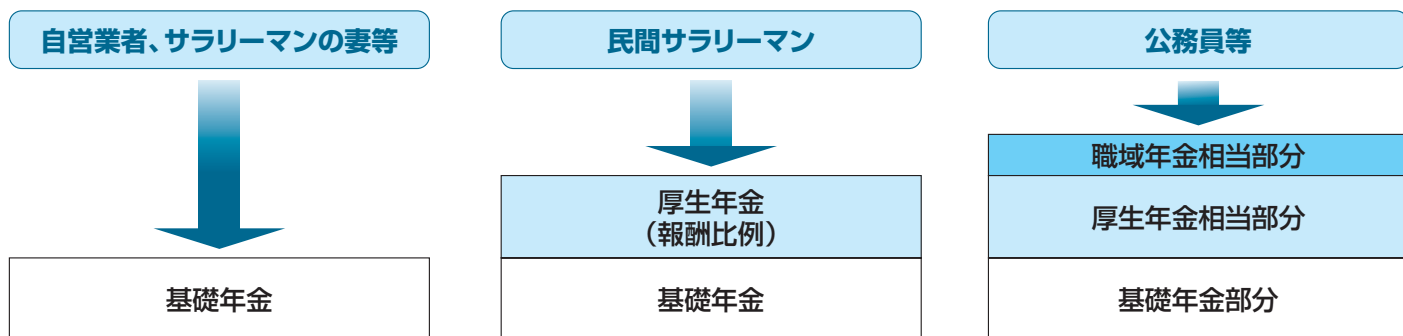 自営業者、サラリーマンの妻等
民間サラリーマン
公務員等
職域年金相当部分
厚生年金
（報酬比例）
厚生年金相当部分
基礎年金
基礎年金
基礎年金部分